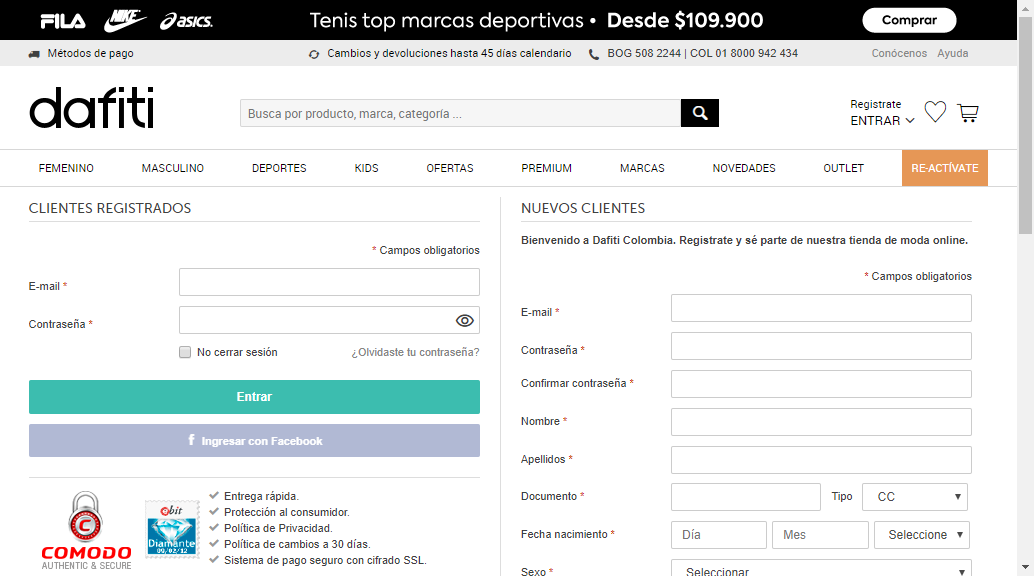 FILA NIKE asics. Tenis top marcas deportivas • Desde $109.900 Comprar
Métodos de pago Cambios y devoluciones hasta 45 días calendario BOG 508 2244 | COL 01 8000 942 434 Conócenos Ayuda
dafiti
Busca por producto, marca, categoría ...
Registrate
ENTRAR
FEMENINO MASCULINO DEPORTES KIDS OFERTAS PREMIUM MARCAS NOVEDADES OUTLET RE-ACTÍVATE
CLIENTES REGISTRADOS
* Campos obligatorios
E-mail *
Contraseña *
No cerrar sesión ¿Olvidaste tu contraseña?
Entrar
f Ingresar con Facebook
C
COMODO
AUTHENTIC & SECURE
ebit
Diamante
09/02/12
Entrega rápida.
Protección al consumidor.
Política de Privacidad.
Política de cambios a 30 días.
Sistema de pago seguro con cifrado SSL.
NUEVOS CLIENTES
Bienvenido a Dafiti Colombia. Registrate y sé parte de nuestra tienda de moda online.
* Campos obligatorios
E-mail *
Contraseña *
Confirmar contraseña *
Nombre *
Apellidos *
Documento * Tipo CC
Fecha nacimiento * Día Mes Seleccione
Sexo * Seleccionar